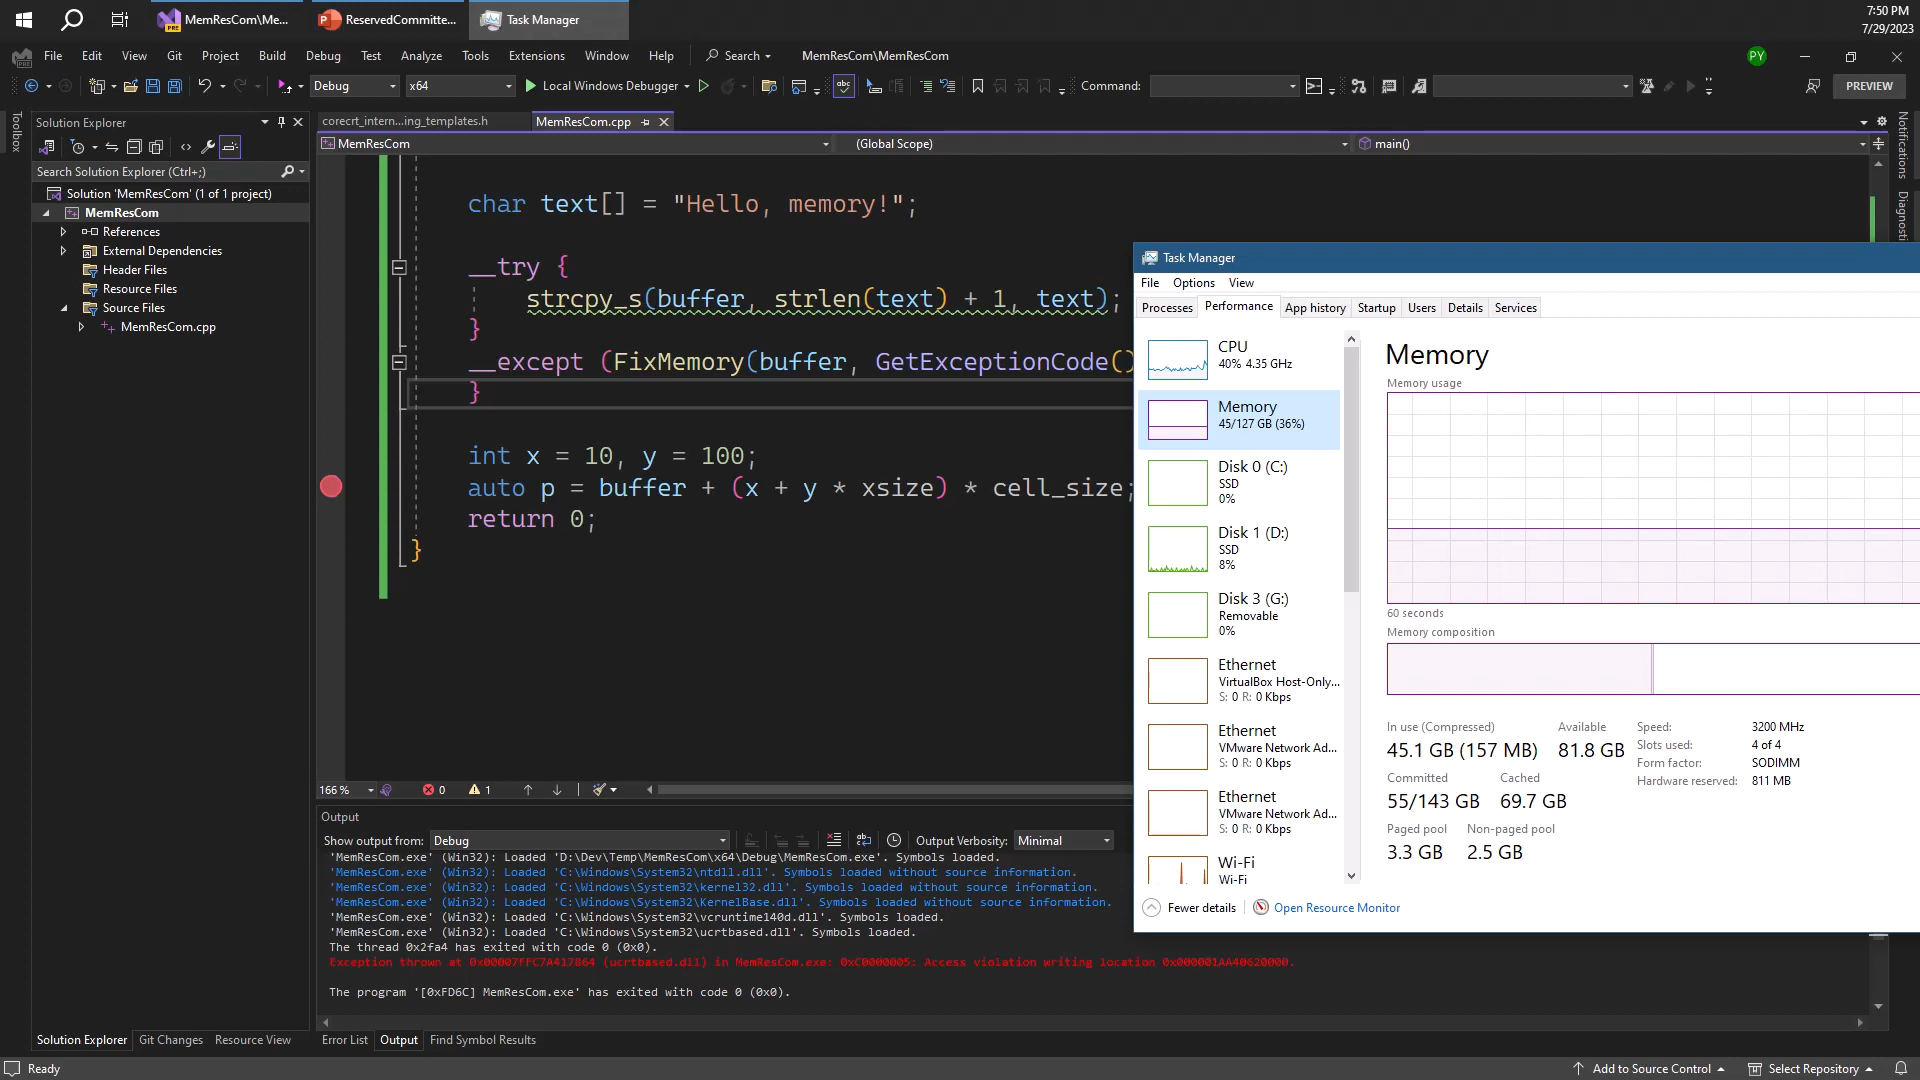 MemResCom\Me...
ReservedCommitte...
Task Manager
7:50 PM
7/29/2023
File Edit View Git Project Build Debug Test Analyze Tools Extensions Window Help Search MemResCom\MemResCom
PY
Debug x64 Local Windows Debugger Command: PREVIEW
Toolbox
Solution Explorer
Search Solution Explorer (Ctrl+;)
Solution 'MemResCom' (1 of 1 project)
MemResCom
References
External Dependencies
Header Files
Resource Files
Source Files
MemResCom.cpp
corecrt_intern...ing_templates.h MemResCom.cpp
MemResCom (Global Scope) main()
Notifications
char text[] = "Hello, memory!";
__try {
strcpy_s(buffer, strlen(text) + 1, text);
}
__except (FixMemory(buffer, GetExceptionCode()
}
int x = 10, y = 100;
auto p = buffer + (x + y * xsize) * cell_size;
return 0;
}
166 % 0 1
Output
Show output from: Debug Output Verbosity: Minimal
'MemResCom.exe' (Win32): Loaded 'D:\Dev\Temp\MemResCom\x64\Debug\MemResCom.exe'. Symbols loaded.
'MemResCom.exe' (Win32): Loaded 'C:\Windows\System32\ntdll.dll'. Symbols loaded without source information.
'MemResCom.exe' (Win32): Loaded 'C:\Windows\System32\kernel32.dll'. Symbols loaded without source information.
'MemResCom.exe' (Win32): Loaded 'C:\Windows\System32\KernelBase.dll'. Symbols loaded without source information.
'MemResCom.exe' (Win32): Loaded 'C:\Windows\System32\vcruntime140d.dll'. Symbols loaded.
'MemResCom.exe' (Win32): Loaded 'C:\Windows\System32\ucrtbased.dll'. Symbols loaded.
The thread 0x2fa4 has exited with code 0 (0x0).
Exception thrown at 0x00007FFC7A417864 (ucrtbased.dll) in MemResCom.exe: 0xC0000005: Access violation writing location 0x000001AA40620000.
The program '[0xFD6C] MemResCom.exe' has exited with code 0 (0x0).
Solution Explorer Git Changes Resource View
Error List Output Find Symbol Results
Ready
Add to Source Control Select Repository
Task Manager
File Options View
Processes Performance App history Startup Users Details Services
CPU
40% 4.35 GHz
Memory
45/127 GB (36%)
Disk 0 (C:)
SSD
0%
Disk 1 (D:)
SSD
8%
Disk 3 (G:)
Removable
0%
Ethernet
VirtualBox Host-Only...
S: 0 R: 0 Kbps
Ethernet
VMware Network Ad...
S: 0 R: 0 Kbps
Ethernet
VMware Network Ad...
S: 0 R: 0 Kbps
Wi-Fi
Wi-Fi
Memory
Memory usage
60 seconds
Memory composition
In use (Compressed)
45.1 GB (157 MB)
Available
81.8 GB
Committed
55/143 GB
Cached
69.7 GB
Paged pool
3.3 GB
Non-paged pool
2.5 GB
Speed: 3200 MHz
Slots used: 4 of 4
Form factor: SODIMM
Hardware reserved: 811 MB
Fewer details Open Resource Monitor